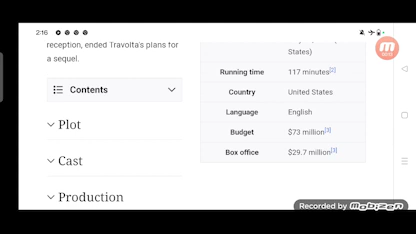 2:16
reception, ended Travolta's plans for
a sequel.
Contents
Plot
Cast
Production
States)
Running time 117 minutes[2]
Country United States
Language English
Budget $73 million[3]
Box office $29.7 million[3]
Recorded by MOBIZEN